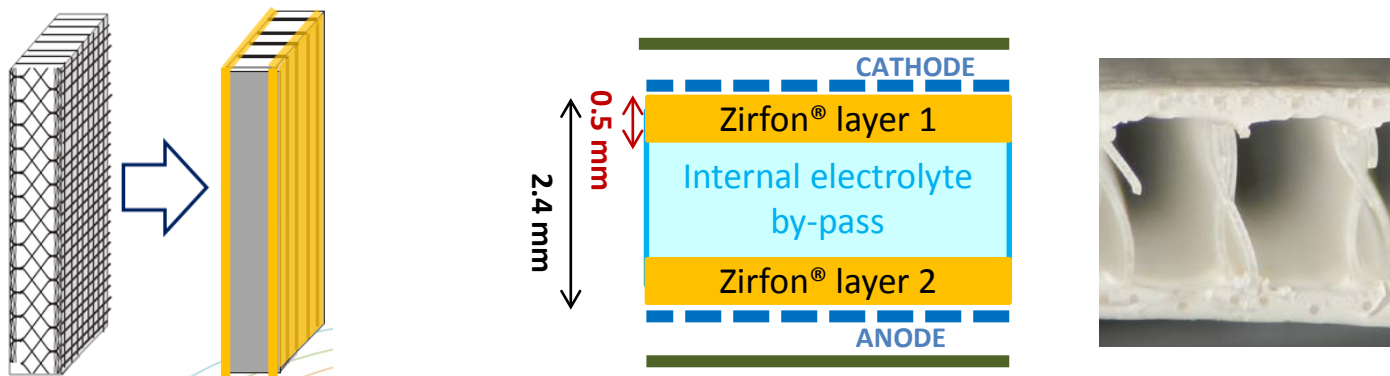 CATHODE
0.5 mm
2.4 mm
Zirfon® layer 1
Internal electrolyte
by-pass
Zirfon® layer 2
ANODE